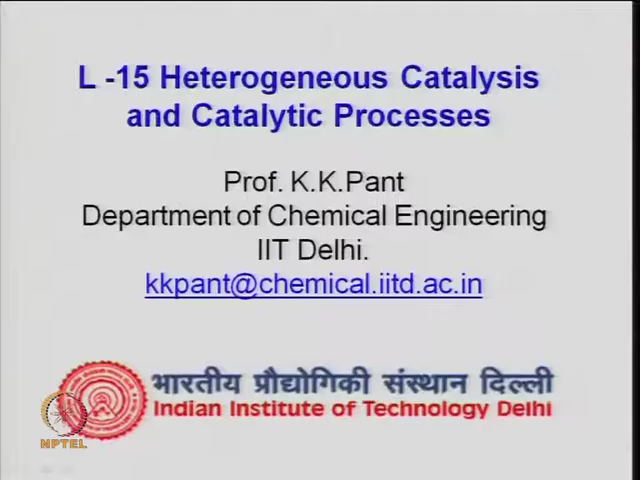 L -15 Heterogeneous Catalysis
and Catalytic Processes
Prof. K.K.Pant
Department of Chemical Engineering
IIT Delhi.
kkpant@chemical.iitd.ac.in
भारतीय प्रौद्योगिकी संस्थान दिल्ली
Indian Institute of Technology Delhi
NPTEL